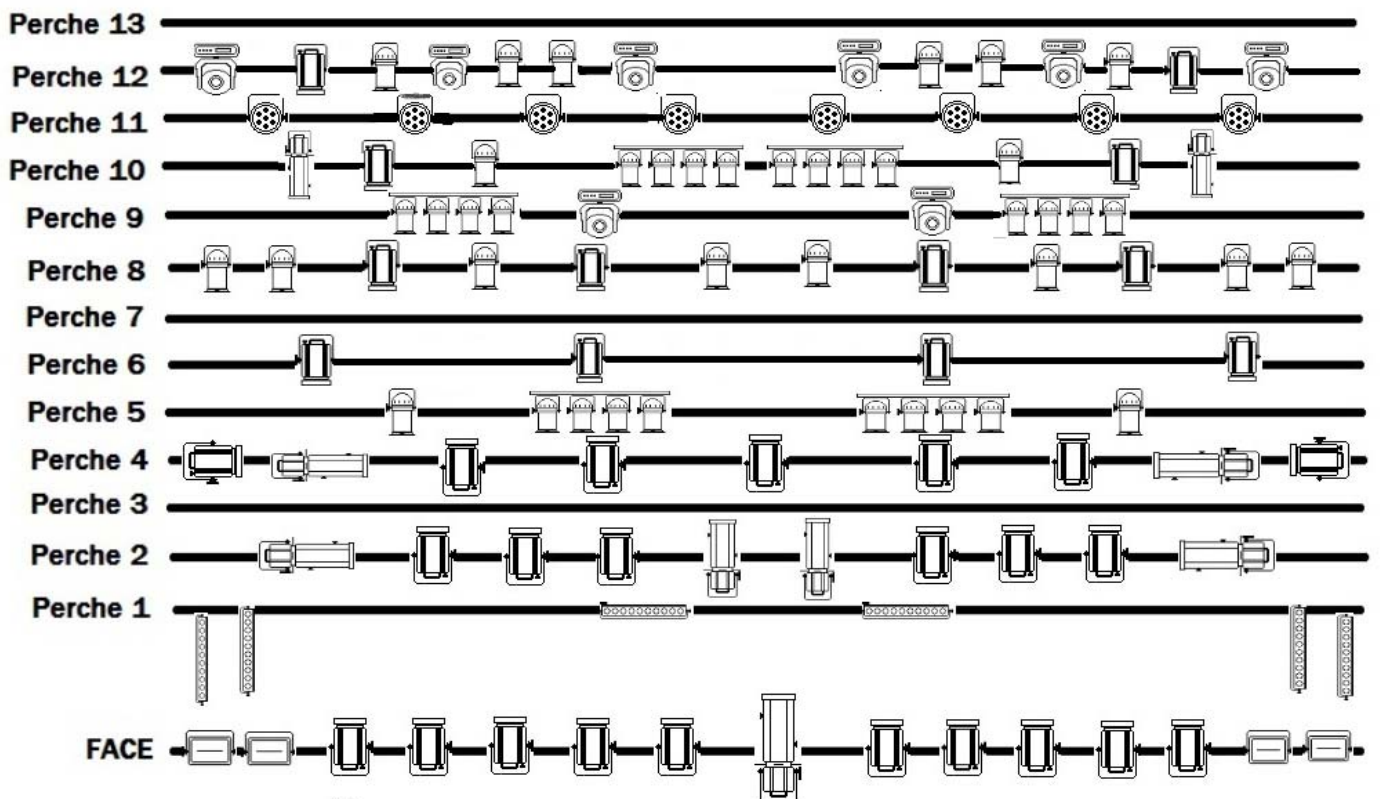 Perche 13
Perche 12
Perche 11
Perche 10
Perche 9
Perche 8
Perche 7
Perche 6
Perche 5
Perche 4
Perche 3
Perche 2
Perche 1
FACE